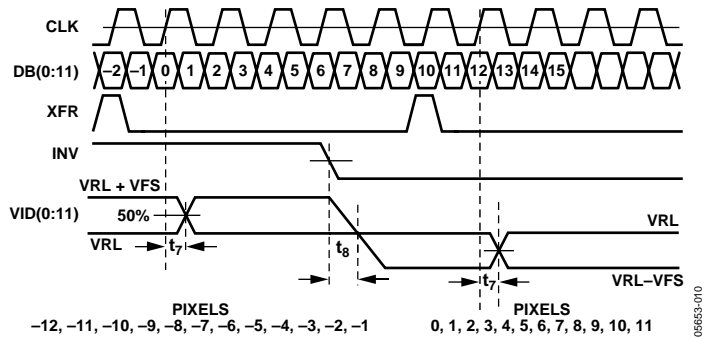 CLK
DB(0:11) –2 –1 0 1 2 3 4 5 6 7 8 9 10 11 12 13 14 15
XFR
INV
VRL + VFS
VID(0:11) 50% VRL
VRL t7 t8 t7 VRL–VFS
PIXELS
–12, –11, –10, –9, –8, –7, –6, –5, –4, –3, –2, –1
PIXELS
0, 1, 2, 3, 4, 5, 6, 7, 8, 9, 10, 11
05653-010